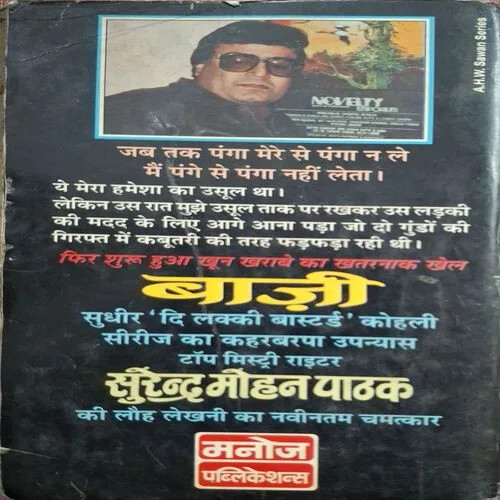 A.H.W. Sawan Series
NOVELTY
EMPORIUM
जब तक पंगा मेरे से पंगा न ले
मैं पंगे से पंगा नहीं लेता।
ये मेरा हमेशा का उसूल था।
लेकिन उस रात मुझे उसूल ताक पर रखकर उस लड़की
की मदद के लिए आगे आना पड़ा जो दो गुंडों की
गिरफ्त में कबूतरी की तरह फड़फड़ा रही थी।
फिर शुरू हुआ खून खराबे का खतरनाक खेल
बाज़ी
सुधीर 'दि लक्की बास्टर्ड' कोहली
सीरीज का कहरबरपा उपन्यास
टॉप मिस्ट्री राइटर
सुरेन्द्र मोहन पाठक
की लौह लेखनी का नवीनतम चमत्कार
मनोज
पब्लिकेशन्स